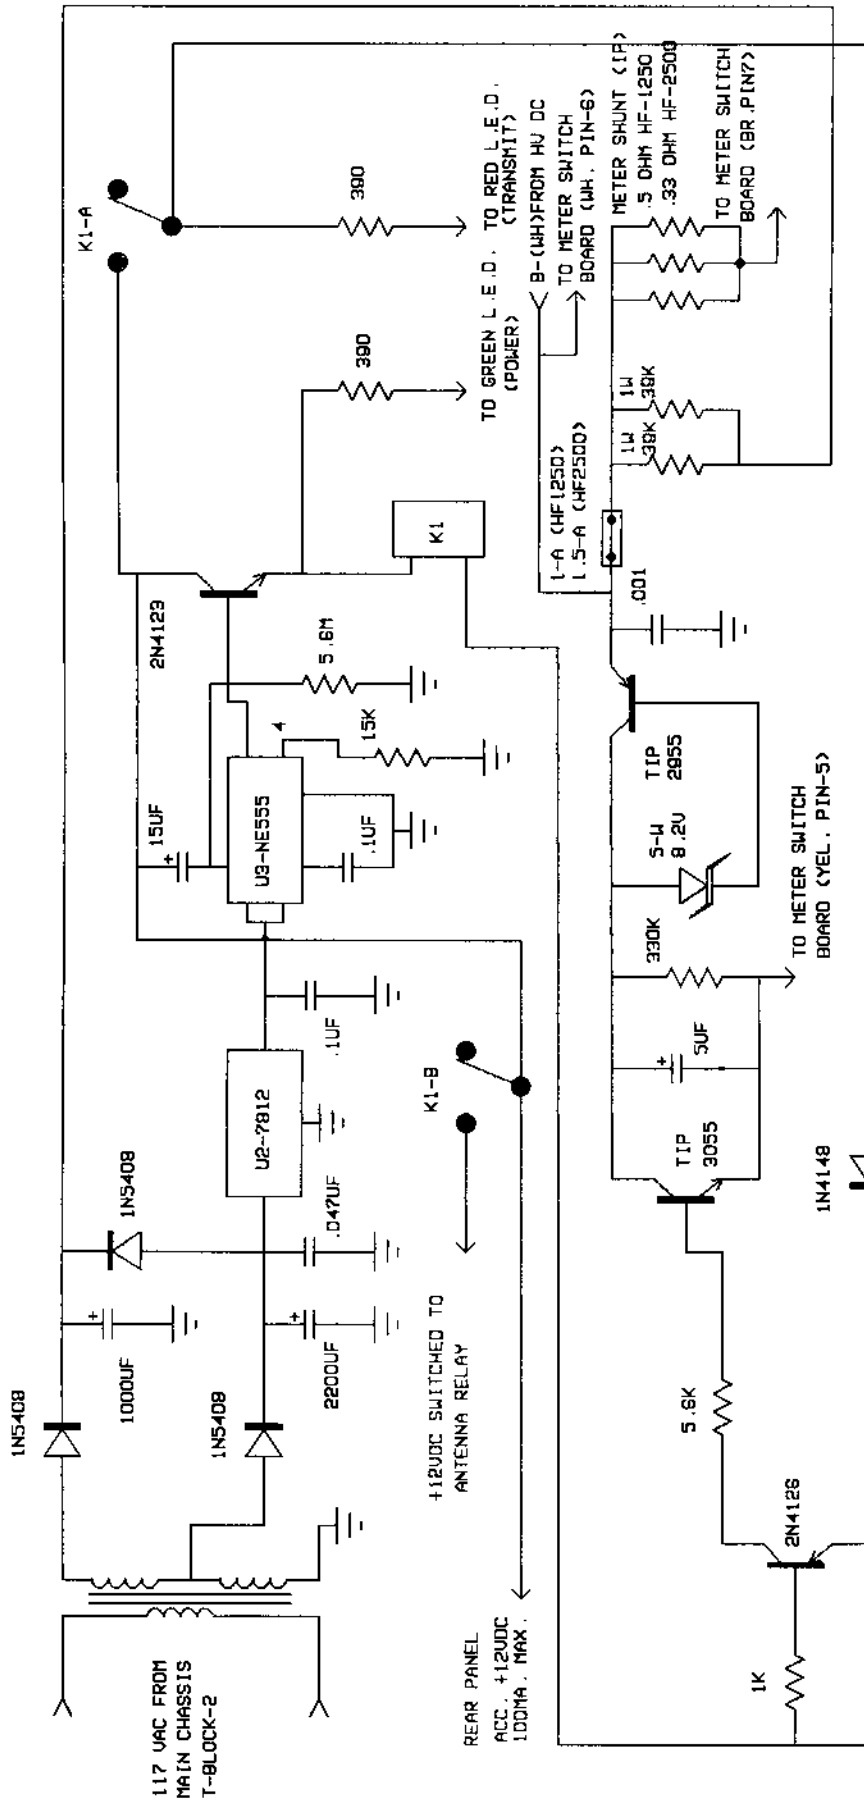 117 VAC FROM
MAIN CHASSIS
T-BLOCK-2
1N5408
1000UF
+
1N5408
1N5408
2200UF
+
.047UF
U2-7812
.1UF
15UF
+
U3-NE555
.1UF
4
15K
5.6M
2N4123
K1
K1-A
390
390
TO GREEN L.E.D.
(POWER)
TO RED L.E.D.
(TRANSMIT)
+12VDC SWITCHED TO
ANTENNA RELAY
K1-B
REAR PANEL
ACC. +12VDC
100MA. MAX.
B-(WH)FROM HV DC
TO METER SWITCH
BOARD (WH. PIN-6)
1-A (HF1250)
1.5-A (HF2500)
METER SHUNT (IP)
.5 OHM HF-1250
.33 OHM HF-2500
TO METER SWITCH
BOARD (BR.PIN7)
1W
39K
1W
39K
.001
TIP
2955
5-W
8.2V
330K
TO METER SWITCH
BOARD (YEL. PIN-5)
5UF
+
TIP
3055
1N4148
5.6K
2N4126
1K